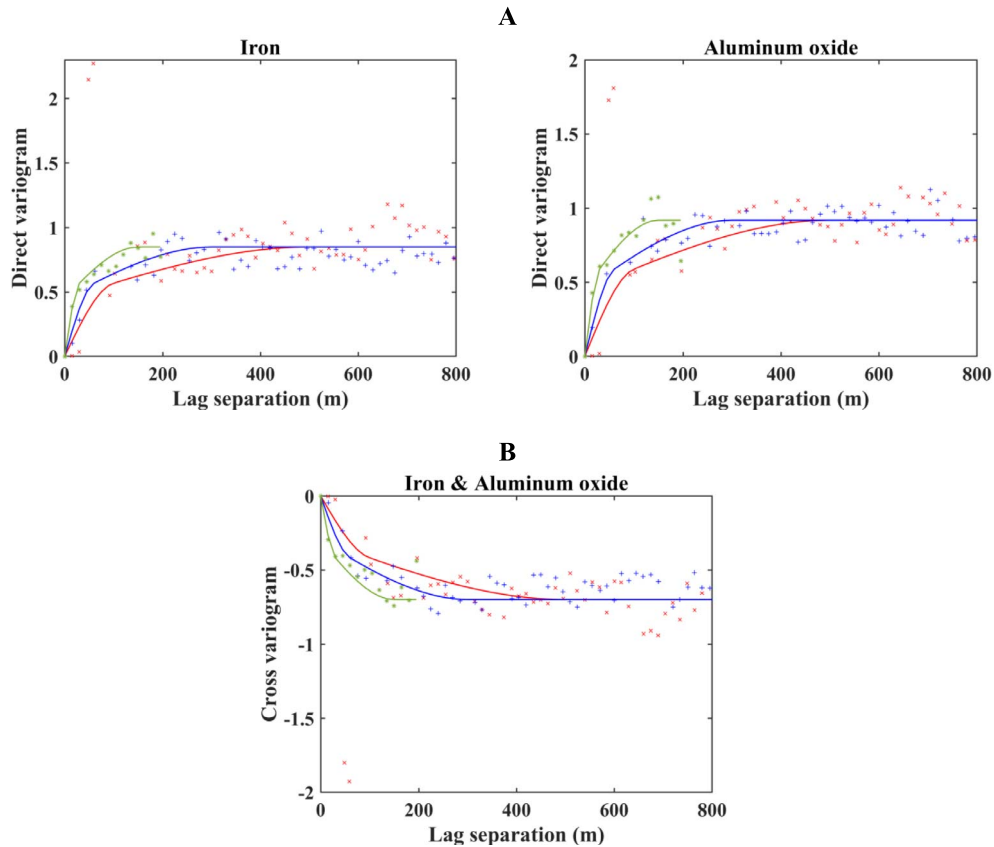 A
Iron
Direct variogram
2
1.5
1
0.5
0
0 200 400 600 800
Lag separation (m)
Aluminum oxide
Direct variogram
2
1.5
1
0.5
0
0 200 400 600 800
Lag separation (m)
B
Iron & Aluminum oxide
Cross variogram
0
-0.5
-1
-1.5
-2
0 200 400 600 800
Lag separation (m)